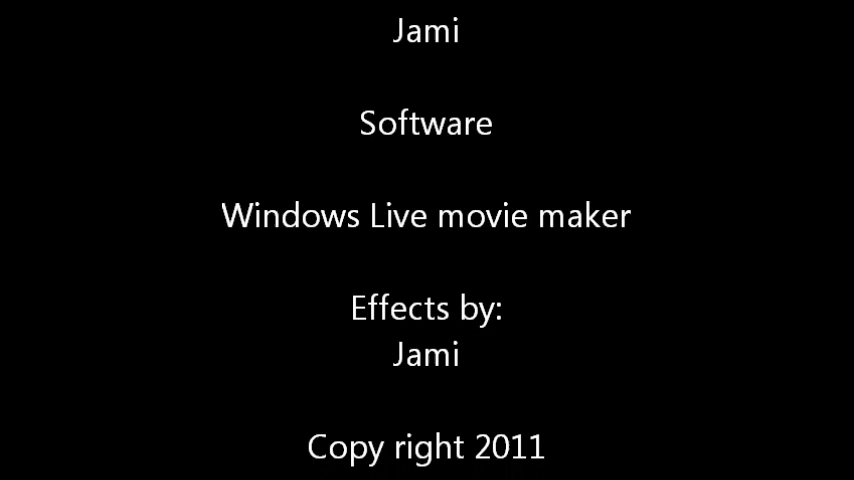 Jami
Software
Windows Live movie maker
Effects by:
Jami
Copy right 2011